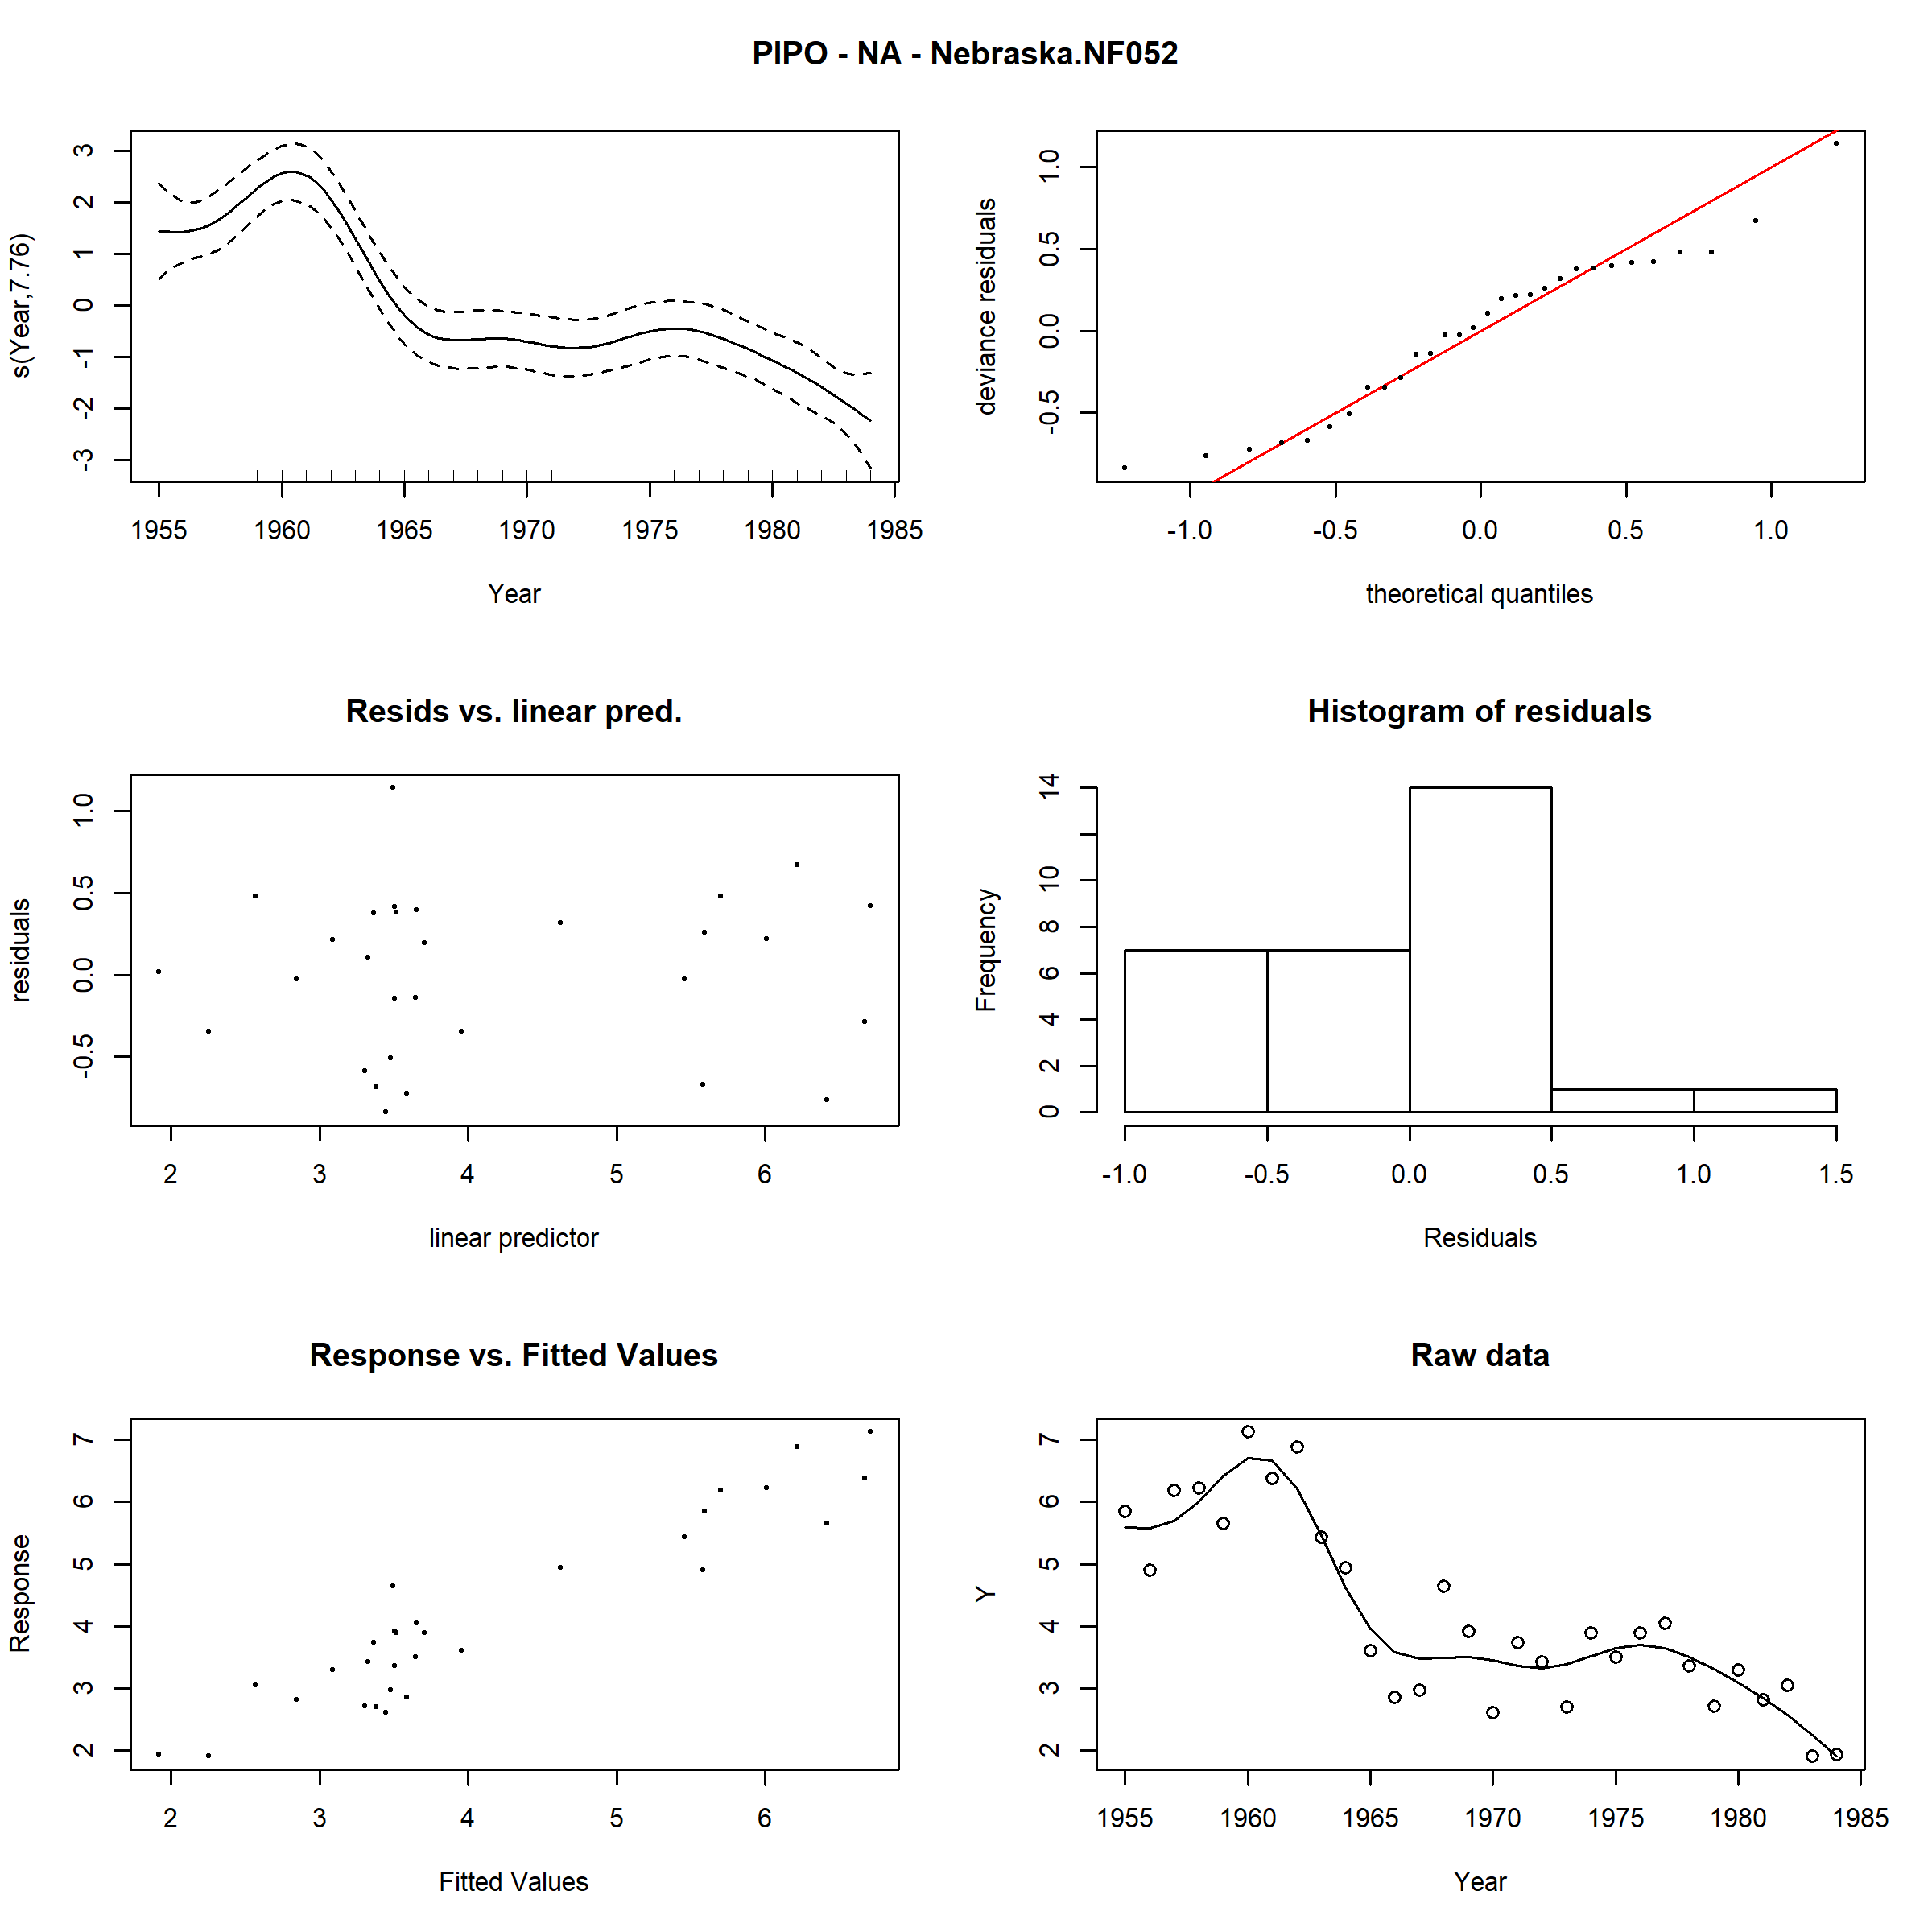 PIPO - NA - Nebraska.NF052
s(Year,7.76)
3
2
1
0
-1
-2
-3
1955 1960 1965 1970 1975 1980 1985
Year
deviance residuals
1.0
0.5
0.0
-0.5
-1.0 -0.5 0.0 0.5 1.0
theoretical quantiles
Resids vs. linear pred.
residuals
1.0
0.5
0.0
-0.5
2 3 4 5 6
linear predictor
Histogram of residuals
Frequency
14
10
8
6
4
2
0
-1.0 -0.5 0.0 0.5 1.0 1.5
Residuals
Response vs. Fitted Values
Response
7
6
5
4
3
2
2 3 4 5 6
Fitted Values
Raw data
Y
7
6
5
4
3
2
1955 1960 1965 1970 1975 1980 1985
Year